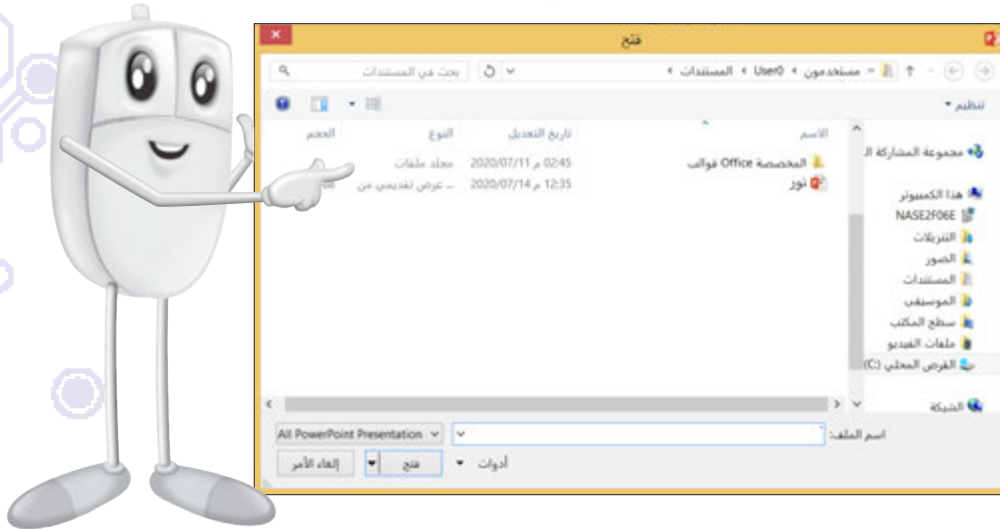 فتح
مستخدمون ‹ User0 ‹ المستندات ‹
بحث في المستندات
تنظيم
الاسم تاريخ التعديل النوع الحجم
المخصصة Office قوالب 02:45 م 2020/07/11 مجلد ملفات
نور 12:35 م 2020/07/14 عرض تقديمي من ...
مجموعة المشاركة ال
هذا الكمبيوتر
NASE2F06E
التنزيلات
الصور
المستندات
الموسيقى
سطح المكتب
ملفات الفيديو
القرص المحلي (C:)
الشبكة
اسم الملف:
All PowerPoint Presentation
أدوات
فتح
إلغاء الأمر